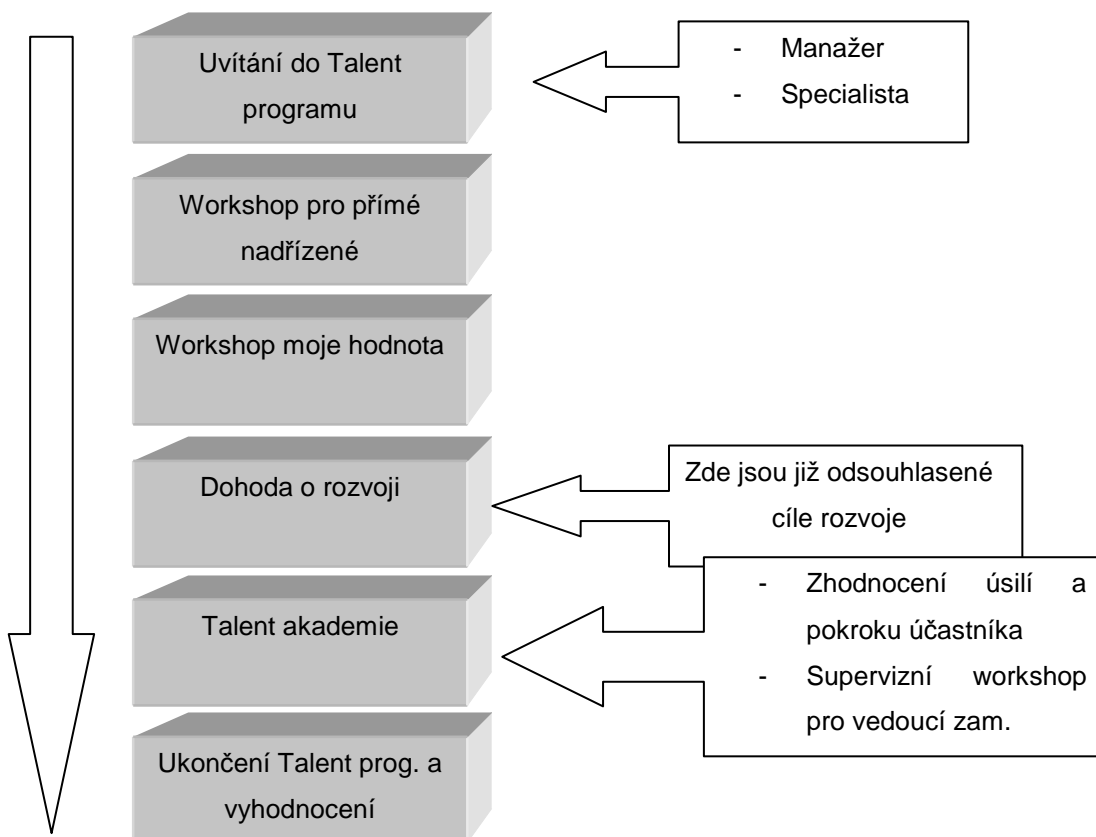 Uvítání do Talent
programu
- Manažer
- Specialista
Workshop pro přímé
nadřízené
Workshop moje hodnota
Dohoda o rozvoji
Zde jsou již odsouhlasené
cíle rozvoje
Talent akademie
- Zhodnocení úsilí a
pokroku účastníka
- Supervizní workshop
pro vedoucí zam.
Ukončení Talent prog. a
vyhodnocení